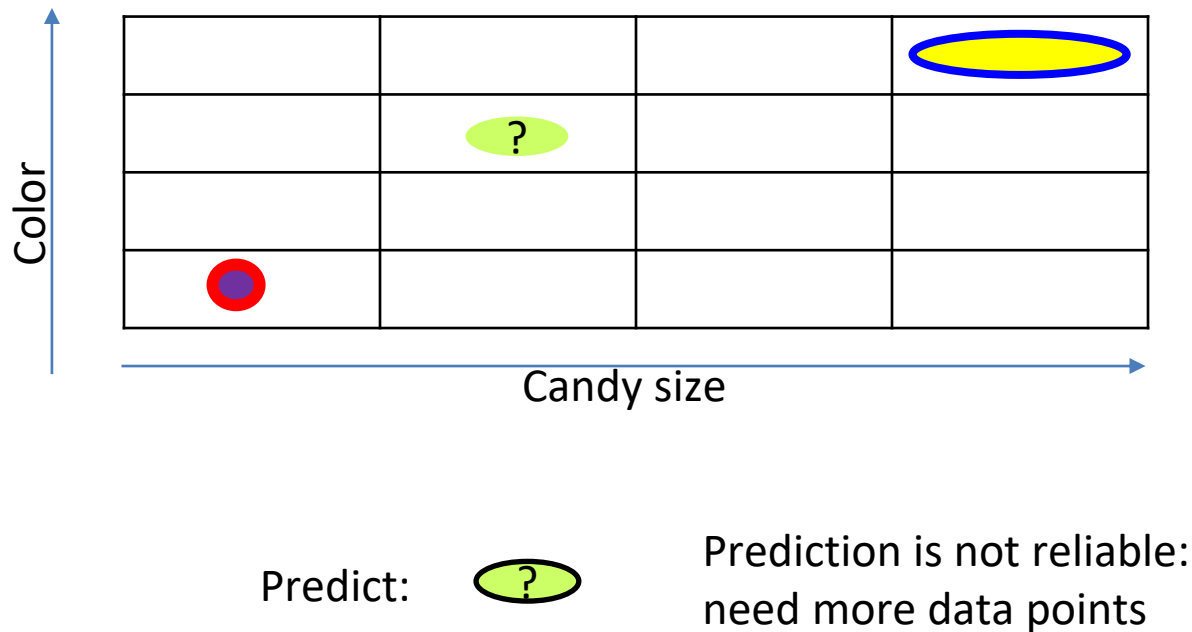 Color
?
Candy size
Predict:
?
Prediction is not reliable:
need more data points